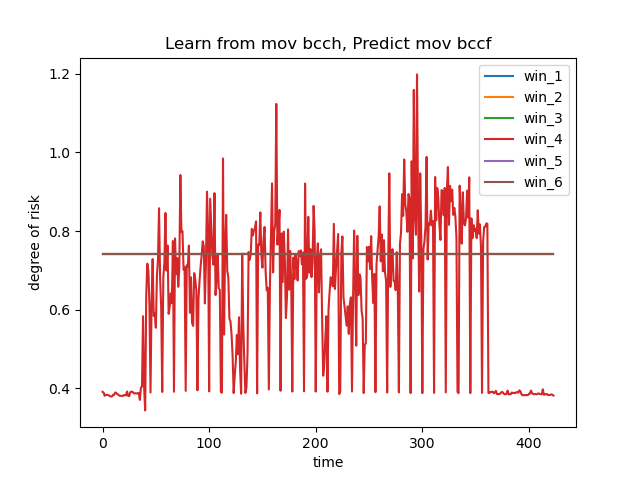 Learn from mov bcch, Predict mov bccf
win_1
win_2
win_3
win_4
win_5
win_6
1.2
1.0
0.8
0.6
0.4
degree of risk
0
100
200
300
400
time